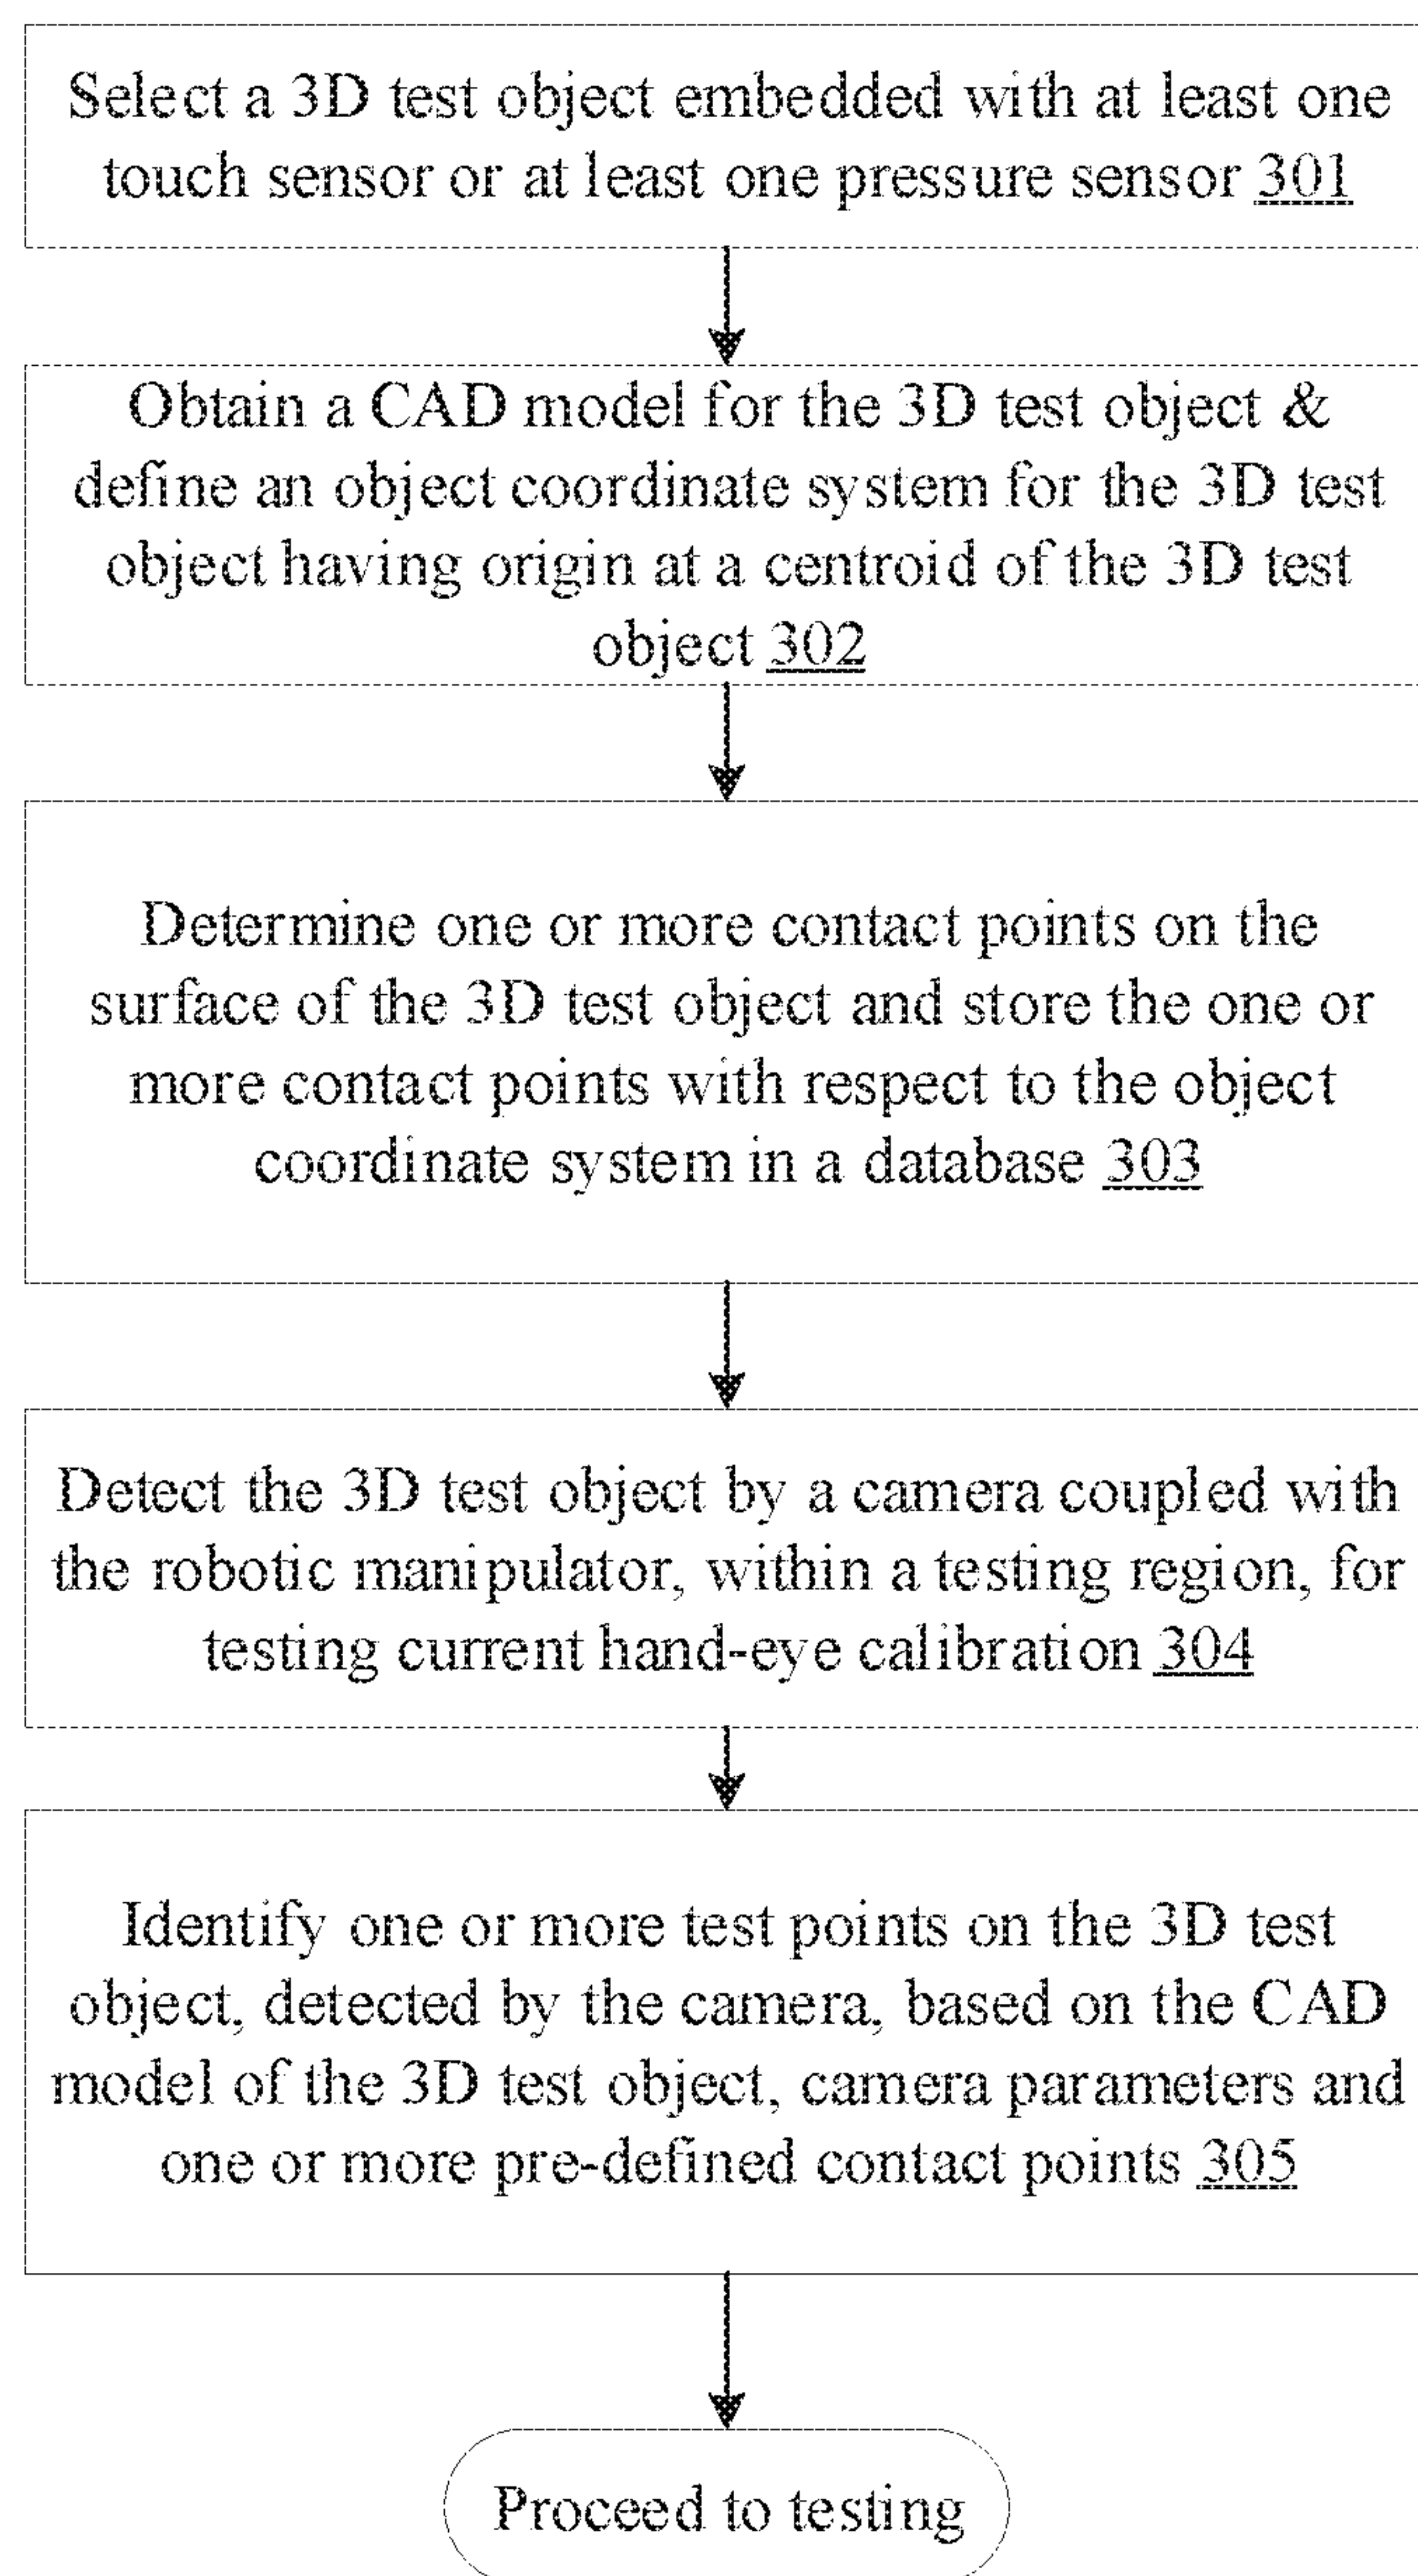 Select a 3D test object embedded with at least one
touch sensor or at least one pressure sensor 301
Obtain a CAD model for the 3D test object &
define an object coordinate system for the 3D test
object having origin at a centroid of the 3D test
object 302
Determine one or more contact points on the
surface of the 3D test object and store the one or
more contact points with respect to the object
coordinate system in a database 303
Detect the 3D test object by a camera coupled with
the robotic manipulator, within a testing region, for
testing current hand-eye calibration 304
Identify one or more test points on the 3D test
object, detected by the camera, based on the CAD
model of the 3D test object, camera parameters and
one or more pre-defined contact points 305
Proceed to testing